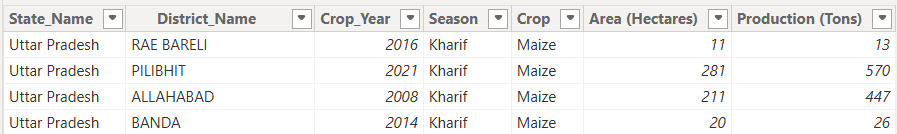 State_Name District_Name Crop_Year Season Crop Area (Hectares) Production (Tons)
Uttar Pradesh RAE BARELI 2016 Kharif Maize 11 13
Uttar Pradesh PILIBHIT 2021 Kharif Maize 281 570
Uttar Pradesh ALLAHABAD 2008 Kharif Maize 211 447
Uttar Pradesh BANDA 2014 Kharif Maize 20 26